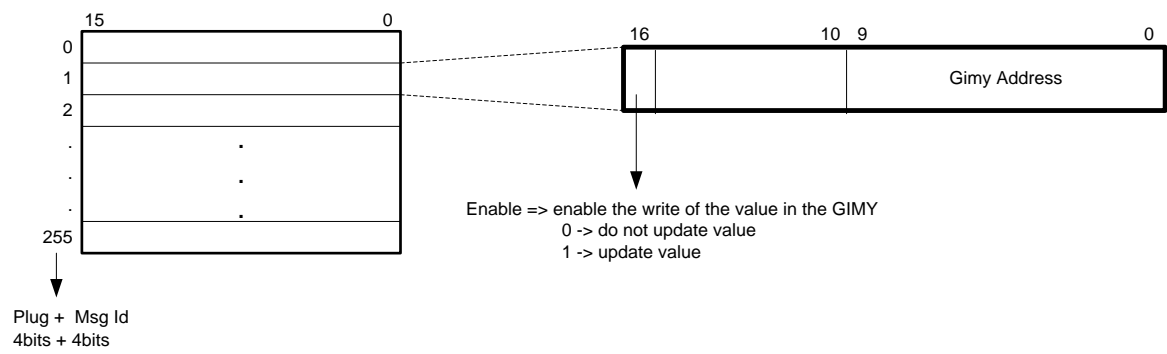 15 0
0
1
2
.
.
.
255
.
.
.
Plug + Msg Id
4bits + 4bits
16 10 9 0
Gimy Address
Enable => enable the write of the value in the GIMY
0 -> do not update value
1 -> update value